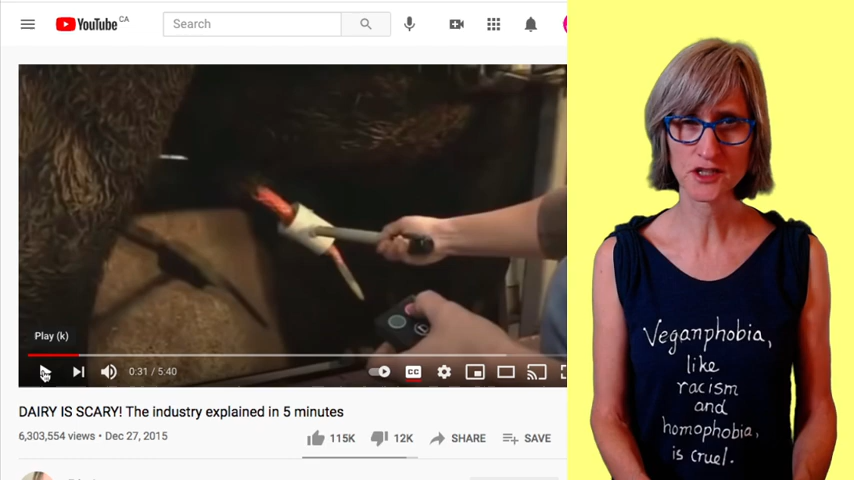 YouTube CA
Search
Play (k)
0:31 / 5:40
CC
DAIRY IS SCARY! The industry explained in 5 minutes
6,303,554 views • Dec 27, 2015
115K
12K
SHARE
SAVE
Veganphobia,
like
racism
and
homophobia,
is cruel.